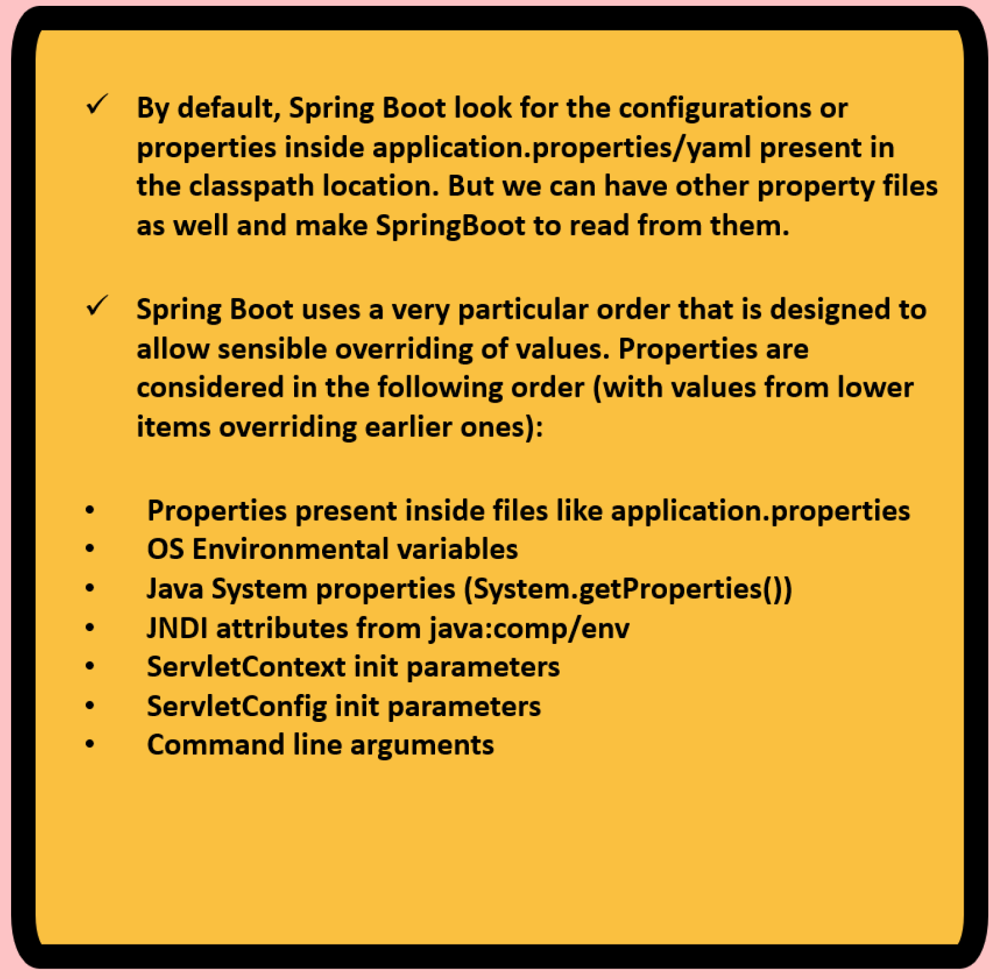 ✓ By default, Spring Boot look for the configurations or
properties inside application.properties/yaml present in
the classpath location. But we can have other property files
as well and make SpringBoot to read from them.
✓ Spring Boot uses a very particular order that is designed to
allow sensible overriding of values. Properties are
considered in the following order (with values from lower
items overriding earlier ones):
• Properties present inside files like application.properties
• OS Environmental variables
• Java System properties (System.getProperties())
• JNDI attributes from java:comp/env
• ServletContext init parameters
• ServletConfig init parameters
• Command line arguments